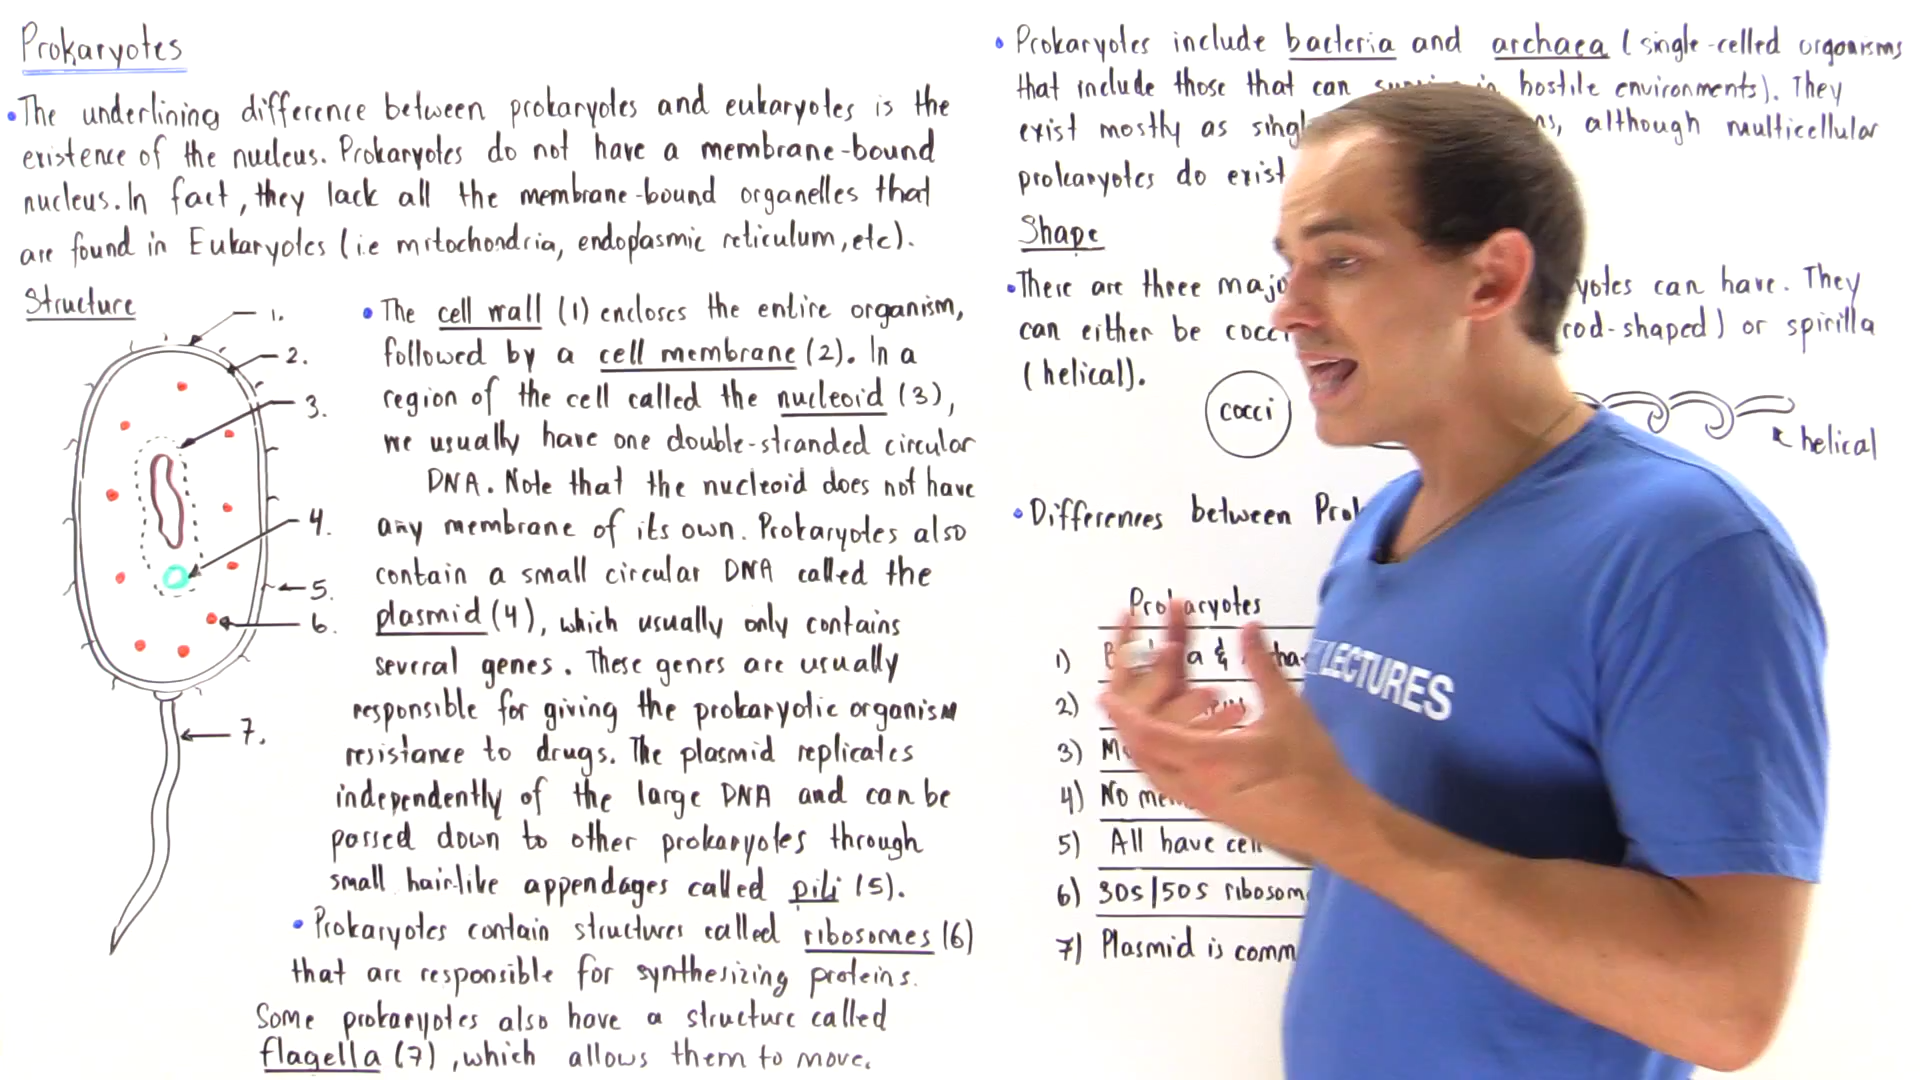 Prokaryotes
• The underlining difference between prokaryotes and eukaryotes is the
existence of the nucleus. Prokaryotes do not have a membrane-bound
nucleus. In fact, they lack all the membrane-bound organelles that
are found in Eukaryotes (i.e mitochondria, endoplasmic reticulum, etc).
Structure
1.
2.
3.
4.
5.
6.
7.
• The cell wall (1) encloses the entire organism,
followed by a cell membrane (2). In a
region of the cell called the nucleoid (3),
we usually have one double-stranded circular
DNA. Note that the nucleoid does not have
any membrane of its own. Prokaryotes also
contain a small circular DNA called the
plasmid (4), which usually only contains
several genes. These genes are usually
responsible for giving the prokaryotic organism
resistance to drugs. The plasmid replicates
independently of the large DNA and can be
passed down to other prokaryotes through
small hairlike appendages called pili (5).
• Prokaryotes contain structures called ribosomes (6)
that are responsible for synthesizing proteins.
Some prokaryotes also have a structure called
flagella (7), which allows them to move.
• Prokaryotes include bacteria and archaea (single-celled organisms
that include those that can in hostile environments). They
exist mostly as although multicellular
prokaryotes do exist
Shape
• There are three can have. They
can either be rod-shaped) or spirilla
(helical).
cocci
helical
• Differences between
Prokaryotes
1) &
2)
3)
4) No
5) All have
6) 30s/50s
7) Plasmid is
LECTURES